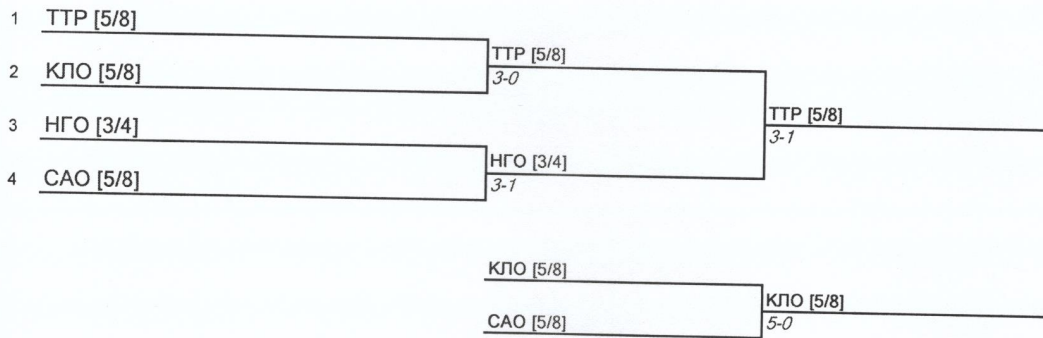 1 ТТР [5/8]
ТТР [5/8]
3-0
2 КЛО [5/8]
ТТР [5/8]
3-1
3 НГО [3/4]
НГО [3/4]
3-1
4 САО [5/8]
КЛО [5/8]
КЛО [5/8]
5-0
САО [5/8]